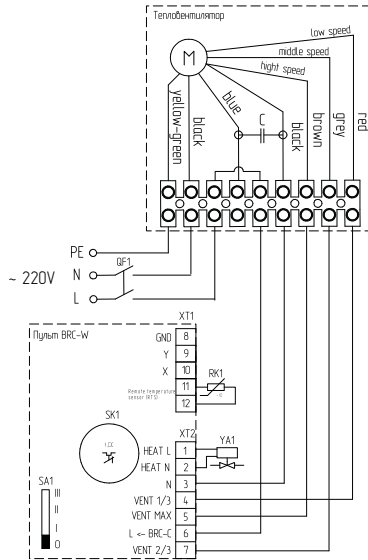 Тепловентилятор
low speed
middle speed
hight speed
M
yellow-green
black
blue
C
black
brown
grey
red
PE
QF1
N
~ 220V
L
Пульт BRC-W
XT1
GND 8
Y 9
X 10
Remote temperature sensor (RTS)
11
12
RK1
SK1
XT2
HEAT L 1
HEAT N 2
YA1
N 3
VENT 1/3 4
VENT MAX 5
L <- BRC-C 6
VENT 2/3 7
SA1
III
II
I
0